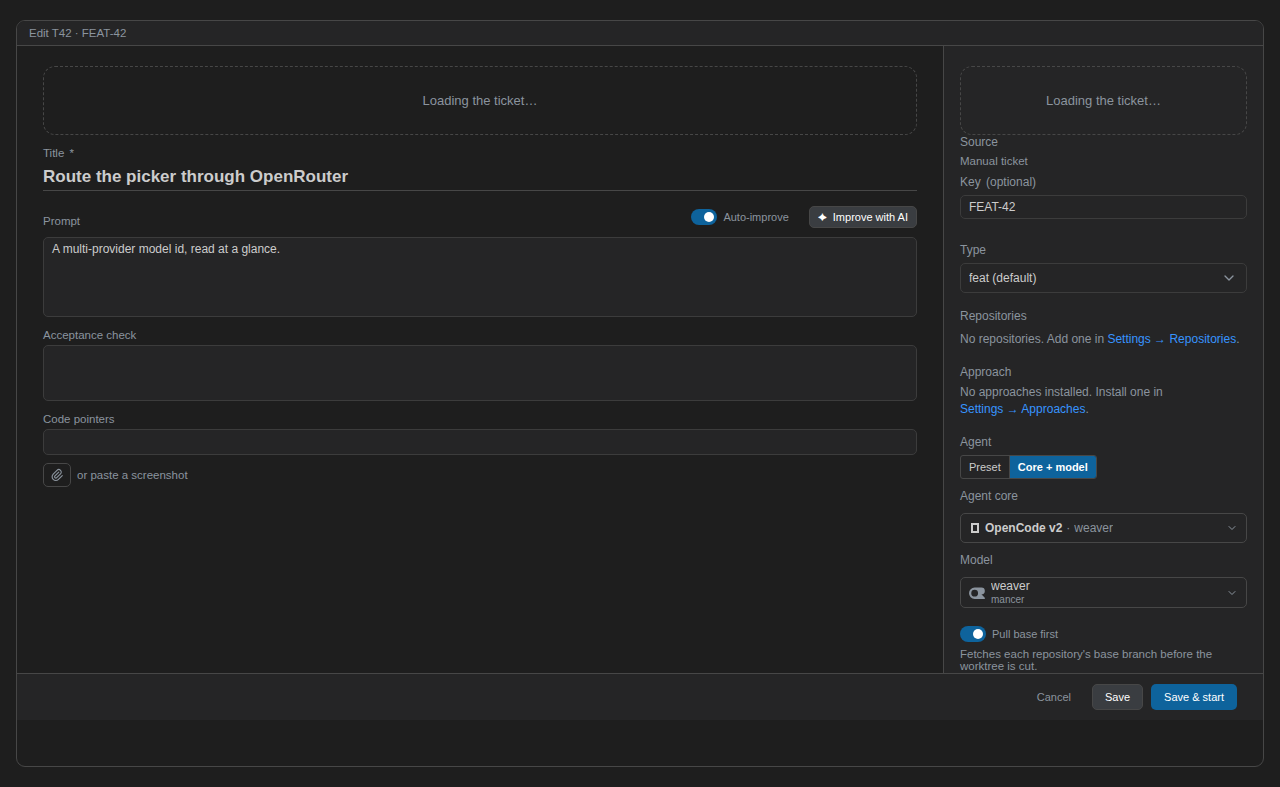 Edit T42 · FEAT-42
Loading the ticket…
Title *
Route the picker through OpenRouter
Prompt
Auto-improve
Improve with AI
A multi-provider model id, read at a glance.
Acceptance check
Code pointers
or paste a screenshot
Loading the ticket…
Source
Manual ticket
Key (optional)
FEAT-42
Type
feat (default)
Repositories
No repositories. Add one in Settings → Repositories.
Approach
No approaches installed. Install one in
Settings → Approaches.
Agent
Preset
Core + model
Agent core
OpenCode v2 · weaver
Model
weaver
mancer
Pull base first
Fetches each repository's base branch before the
worktree is cut.
Cancel
Save
Save & start